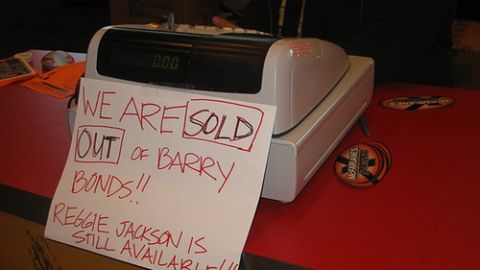 0.00
WE ARE SOLD
OUT OF BARRY
BONDS!!
REGGIE JACKSON IS
STILL AVAILABLE!!!